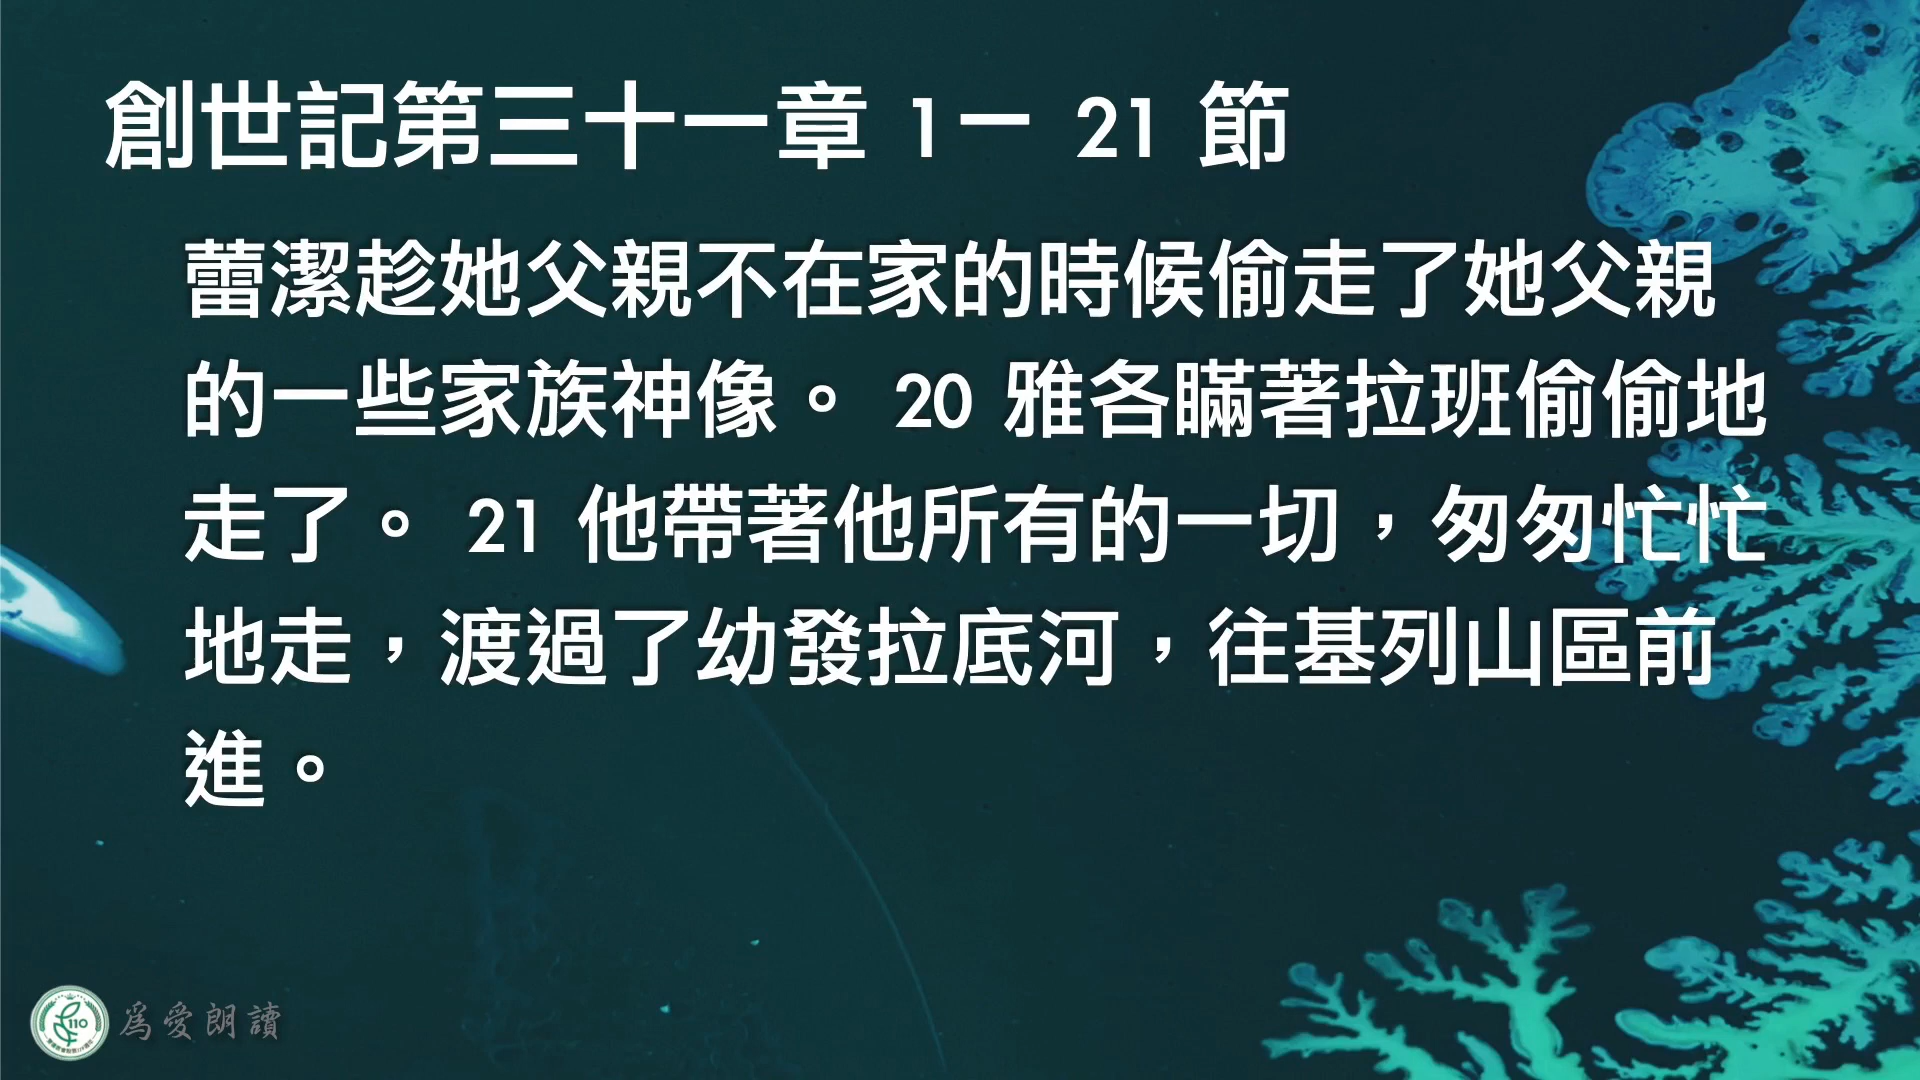 創世記第三十一章 1－ 21 節
蕾潔趁她父親不在家的時候偷走了她父親
的一些家族神像。 20 雅各瞞著拉班偷偷地
走了。 21 他帶著他所有的一切，匆匆忙忙
地走，渡過了幼發拉底河，往基列山區前
進。
110
為愛朗讀